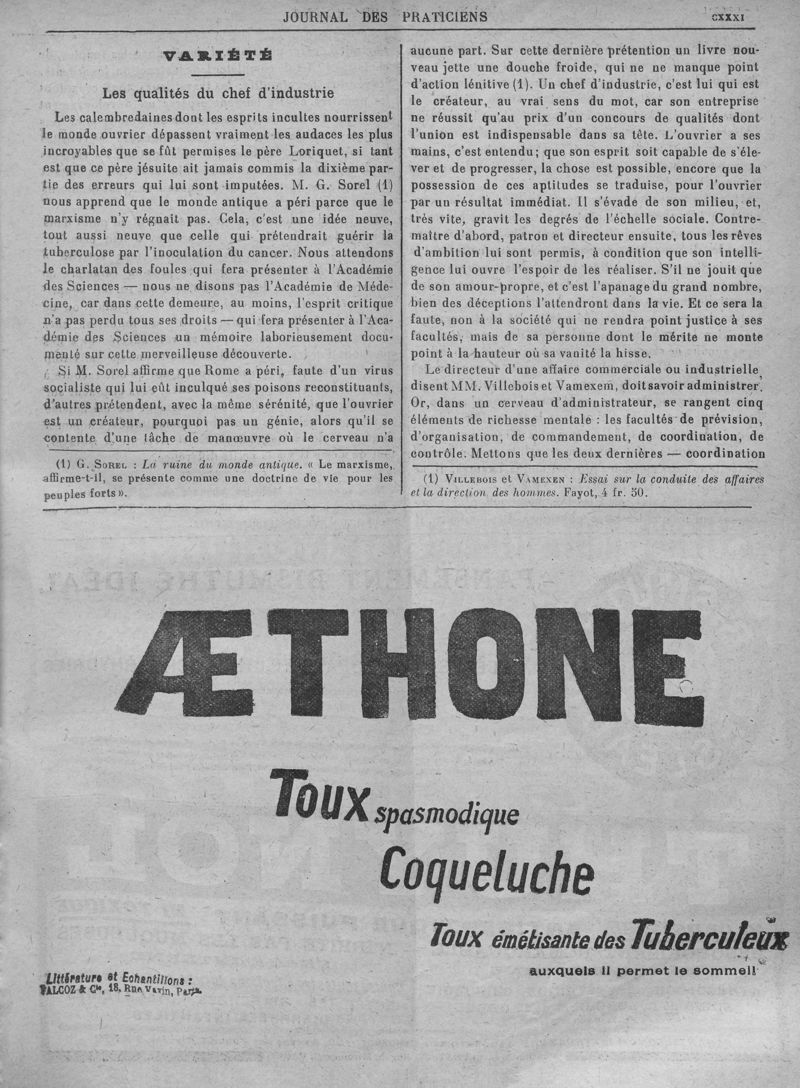 JOURNAL DES PRATICIENS
CXXXI
VARIÉTÉ
Les qualités du chef d'industrie
Les calembredaines dont les esprits incultes nourrissent
le monde ouvrier dépassent vraiment les audaces les plus
incroyables que se fût permises le père Loriquet, si tant
est que ce père jésuite ait jamais commis la dixième par-
tie des erreurs qui lui sont imputées. M. G. Sorel (1)
nous apprend que le monde antique a péri parce que le
marxisme n'y régnait pas. Cela, c'est une idée neuve,
tout aussi neuve que celle qui prétendrait guérir la
tuberculose par l'inoculation du cancer. Nous attendons
le charlatan des foules qui fera présenter à l'Académie
des Sciences — nous ne disons pas l'Académie de Méde-
cine, car dans cette demeure, au moins, l'esprit critique
n'a pas perdu tous ses droits — qui fera présenter à l'Aca-
démie des Sciences un mémoire laborieusement docu-
menté sur cette merveilleuse découverte.
Si M. Sorel affirme que Rome a péri, faute d'un virus
socialiste qui lui eût inculqué ses poisons reconstituants,
d'autres prétendent, avec la même sérénité, que l'ouvrier
est un créateur, pourquoi pas un génie, alors qu'il se
contente d'une tâche de manœuvre où le cerveau n'a
(1) G. SOREL : La ruine du monde antique. « Le marxisme,
affirme-t-il, se présente comme une doctrine de vie pour les
peuples forts ».
aucune part. Sur cette dernière prétention un livre nou-
veau jette une douche froide, qui ne ne manque point
d'action lénitive (1). Un chef d'industrie, c'est lui qui est
le créateur, au vrai sens du mot, car son entreprise
ne réussit qu'au prix d'un concours de qualités dont
l'union est indispensable dans sa tête. L'ouvrier a ses
mains, c'est entendu ; que son esprit soit capable de s'éle-
ver et de progresser, la chose est possible, encore que la
possession de ces aptitudes se traduise, pour l'ouvrier
par un résultat immédiat. Il s'évade de son milieu, et,
très vite, gravit les degrés de l'échelle sociale. Contre-
maître d'abord, patron et directeur ensuite, tous les rêves
d'ambition lui sont permis, à condition que son intelli-
gence lui ouvre l'espoir de les réaliser. S'il ne jouit que
de son amour-propre, et c'est l'apanage du grand nombre,
bien des déceptions l'attendront dans la vie. Et ce sera la
faute, non à la société qui ne rendra point justice à ses
facultés, mais de sa personne dont le mérite ne monte
point à la hauteur où sa vanité la hisse.
Le directeur d'une affaire commerciale ou industrielle,
disent MM. Villebois et Vamexem, doit savoir administrer.
Or, dans un cerveau d'administrateur, se rangent cinq
éléments de richesse mentale : les facultés de prévision,
d'organisation, de commandement, de coordination, de
contrôle. Mettons que les deux dernières — coordination
(1) VILLEBOIS et VAMEXEN : Essai sur la conduite des affaires
et la direction des hommes. Fayot, 4 fr. 50.
ÆTHONE
Toux spasmodique
Coqueluche
Toux émétisante des Tuberculeux
auxquels il permet le sommeil
Littérature et Echantillons :
FALCOZ & Cie, 18, Rue Vavin, Paris.